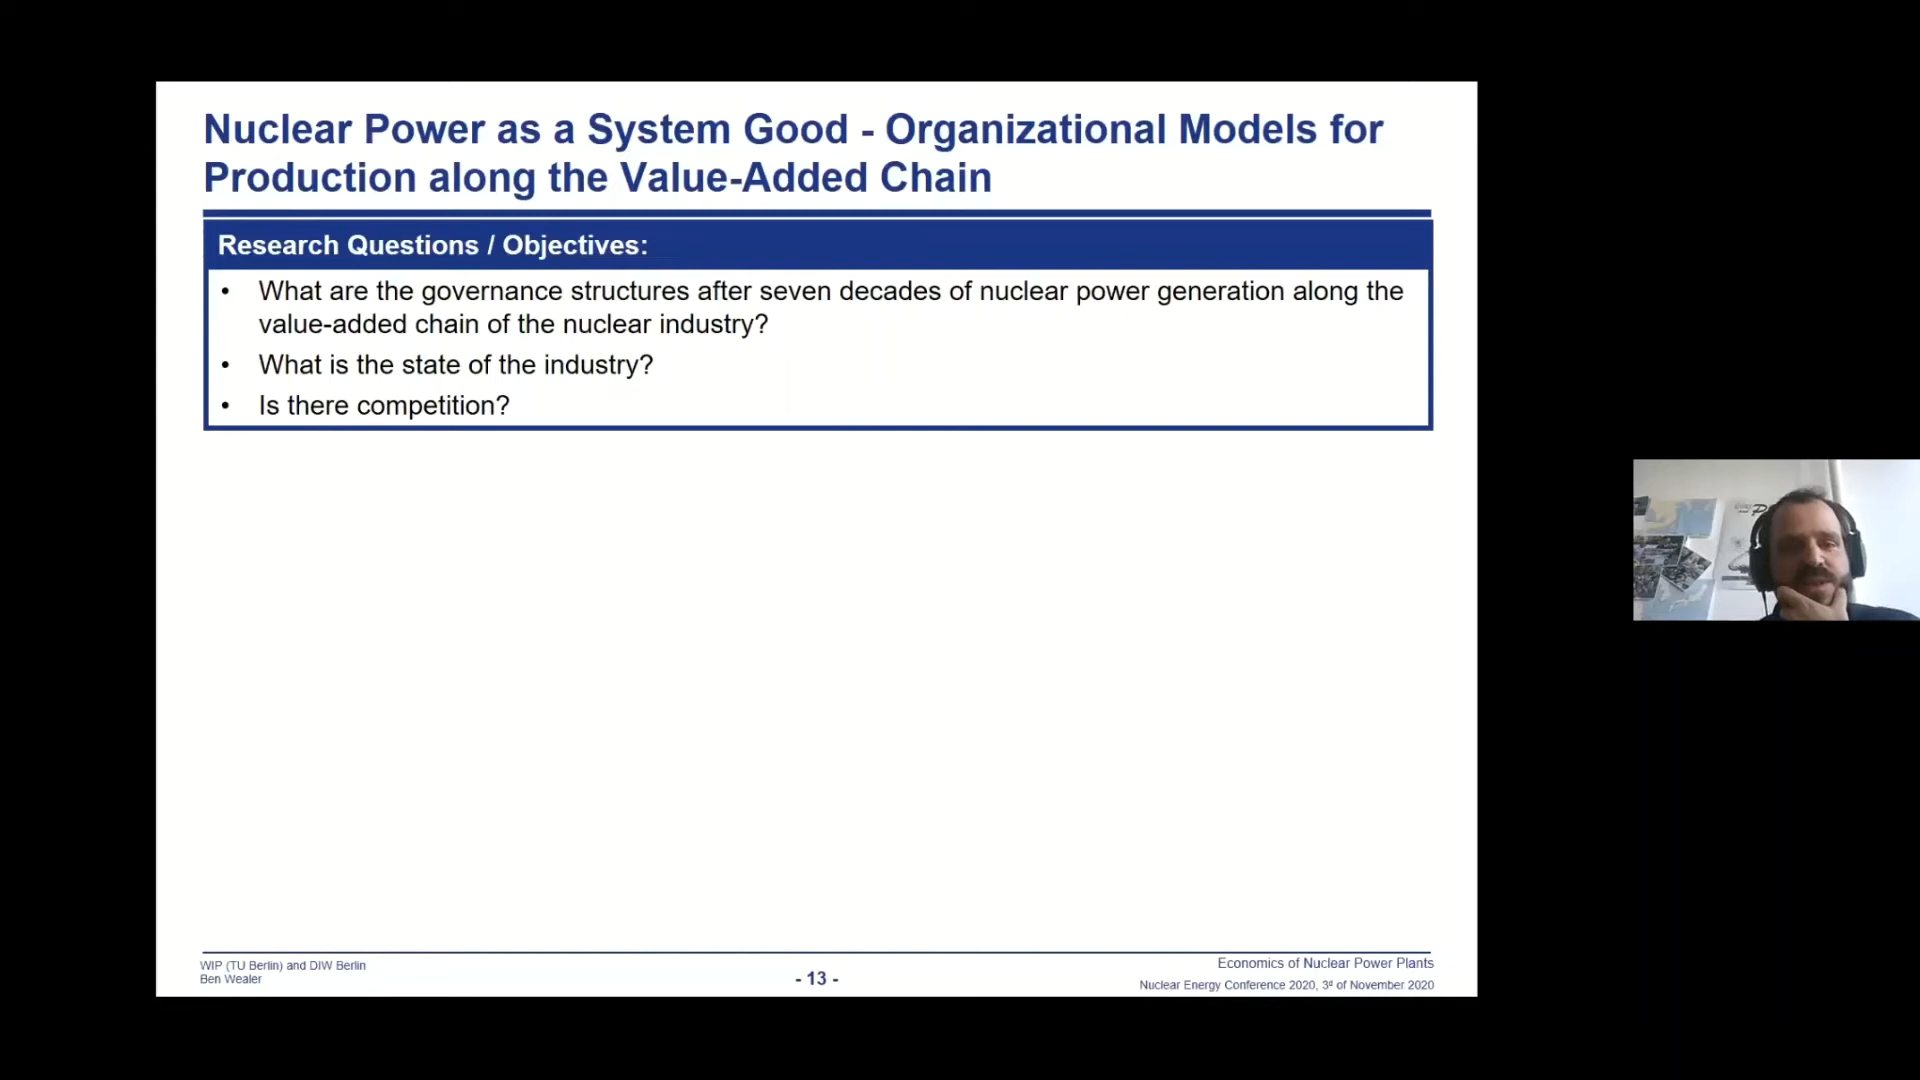 Nuclear Power as a System Good - Organizational Models for
Production along the Value-Added Chain
Research Questions / Objectives:
• What are the governance structures after seven decades of nuclear power generation along the
value-added chain of the nuclear industry?
• What is the state of the industry?
• Is there competition?
WIP (TU Berlin) and DIW Berlin
Ben Wealer
- 13 -
Economics of Nuclear Power Plants
Nuclear Energy Conference 2020, 3ᵈ of November 2020